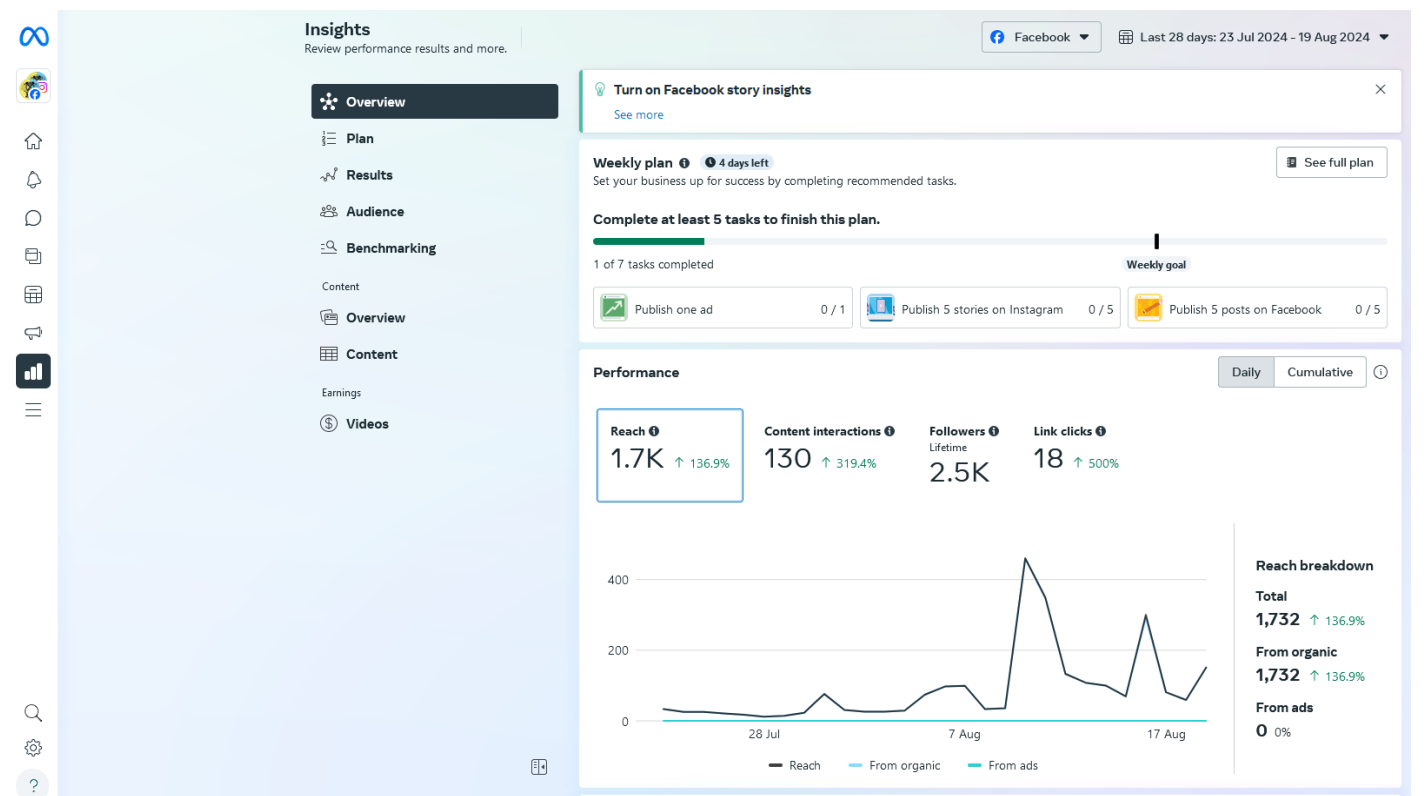 Insights
Review performance results and more.
Facebook
Last 28 days: 23 Jul 2024 - 19 Aug 2024
Overview
Plan
Results
Audience
Benchmarking
Content
Overview
Content
Earnings
Videos
?
Turn on Facebook story insights
See more
Weekly plan
4 days left
See full plan
Set your business up for success by completing recommended tasks.
Complete at least 5 tasks to finish this plan.
1 of 7 tasks completed
Weekly goal
Publish one ad 0 / 1
Publish 5 stories on Instagram 0 / 5
Publish 5 posts on Facebook 0 / 5
Performance
Daily
Cumulative
Reach
1.7K ↑ 136.9%
Content interactions
130 ↑ 319.4%
Followers
Lifetime
2.5K
Link clicks
18 ↑ 500%
400
200
0
28 Jul
7 Aug
17 Aug
Reach
From organic
From ads
Reach breakdown
Total
1,732 ↑ 136.9%
From organic
1,732 ↑ 136.9%
From ads
0 0%